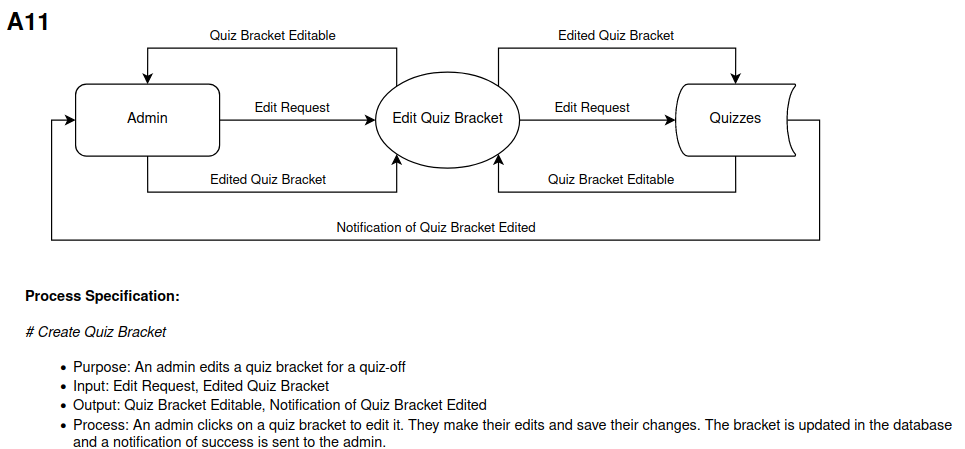 A11
Quiz Bracket Editable
Edited Quiz Bracket
Admin
Edit Request
Edit Quiz Bracket
Edit Request
Quizzes
Edited Quiz Bracket
Quiz Bracket Editable
Notification of Quiz Bracket Edited
Process Specification:
# Create Quiz Bracket
• Purpose: An admin edits a quiz bracket for a quiz-off
• Input: Edit Request, Edited Quiz Bracket
• Output: Quiz Bracket Editable, Notification of Quiz Bracket Edited
• Process: An admin clicks on a quiz bracket to edit it. They make their edits and save their changes. The bracket is updated in the database
and a notification of success is sent to the admin.